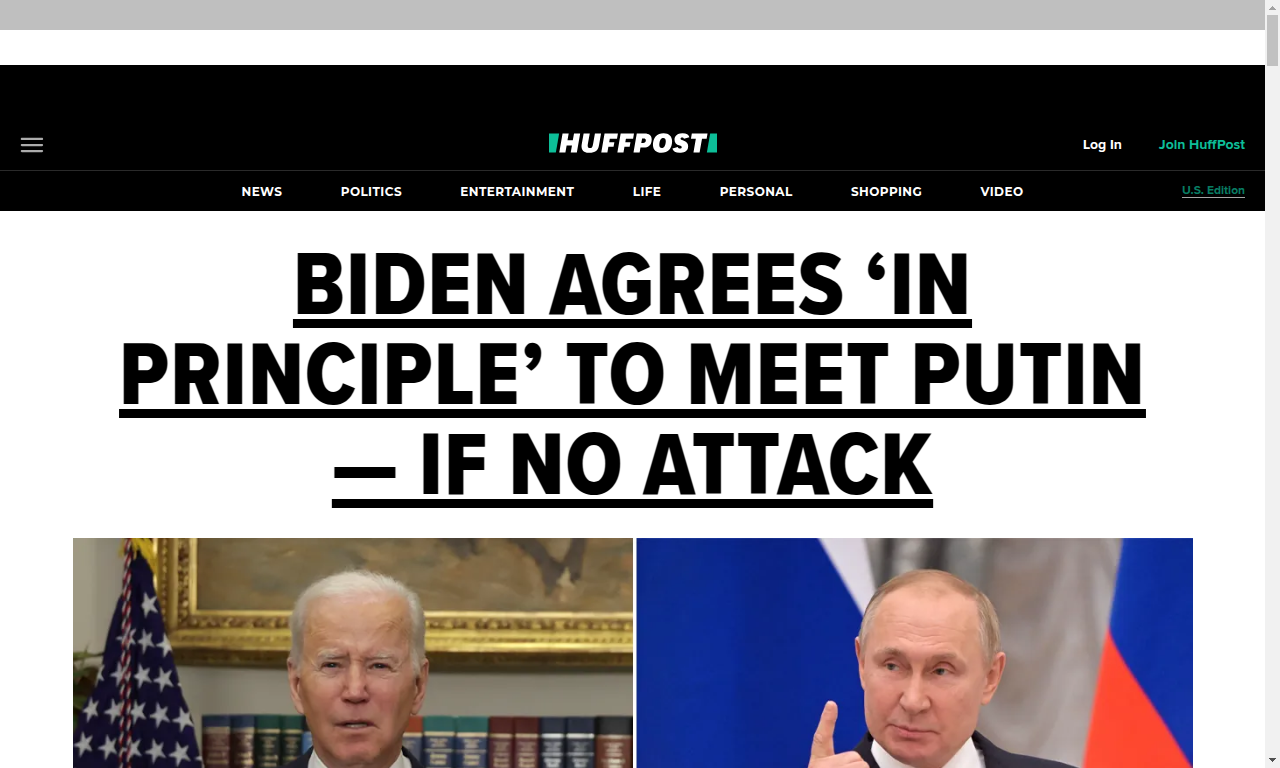 HUFFPOST
Log In
Join HuffPost
NEWS POLITICS ENTERTAINMENT LIFE PERSONAL SHOPPING VIDEO
U.S. Edition
BIDEN AGREES ‘IN
PRINCIPLE’ TO MEET PUTIN
— IF NO ATTACK